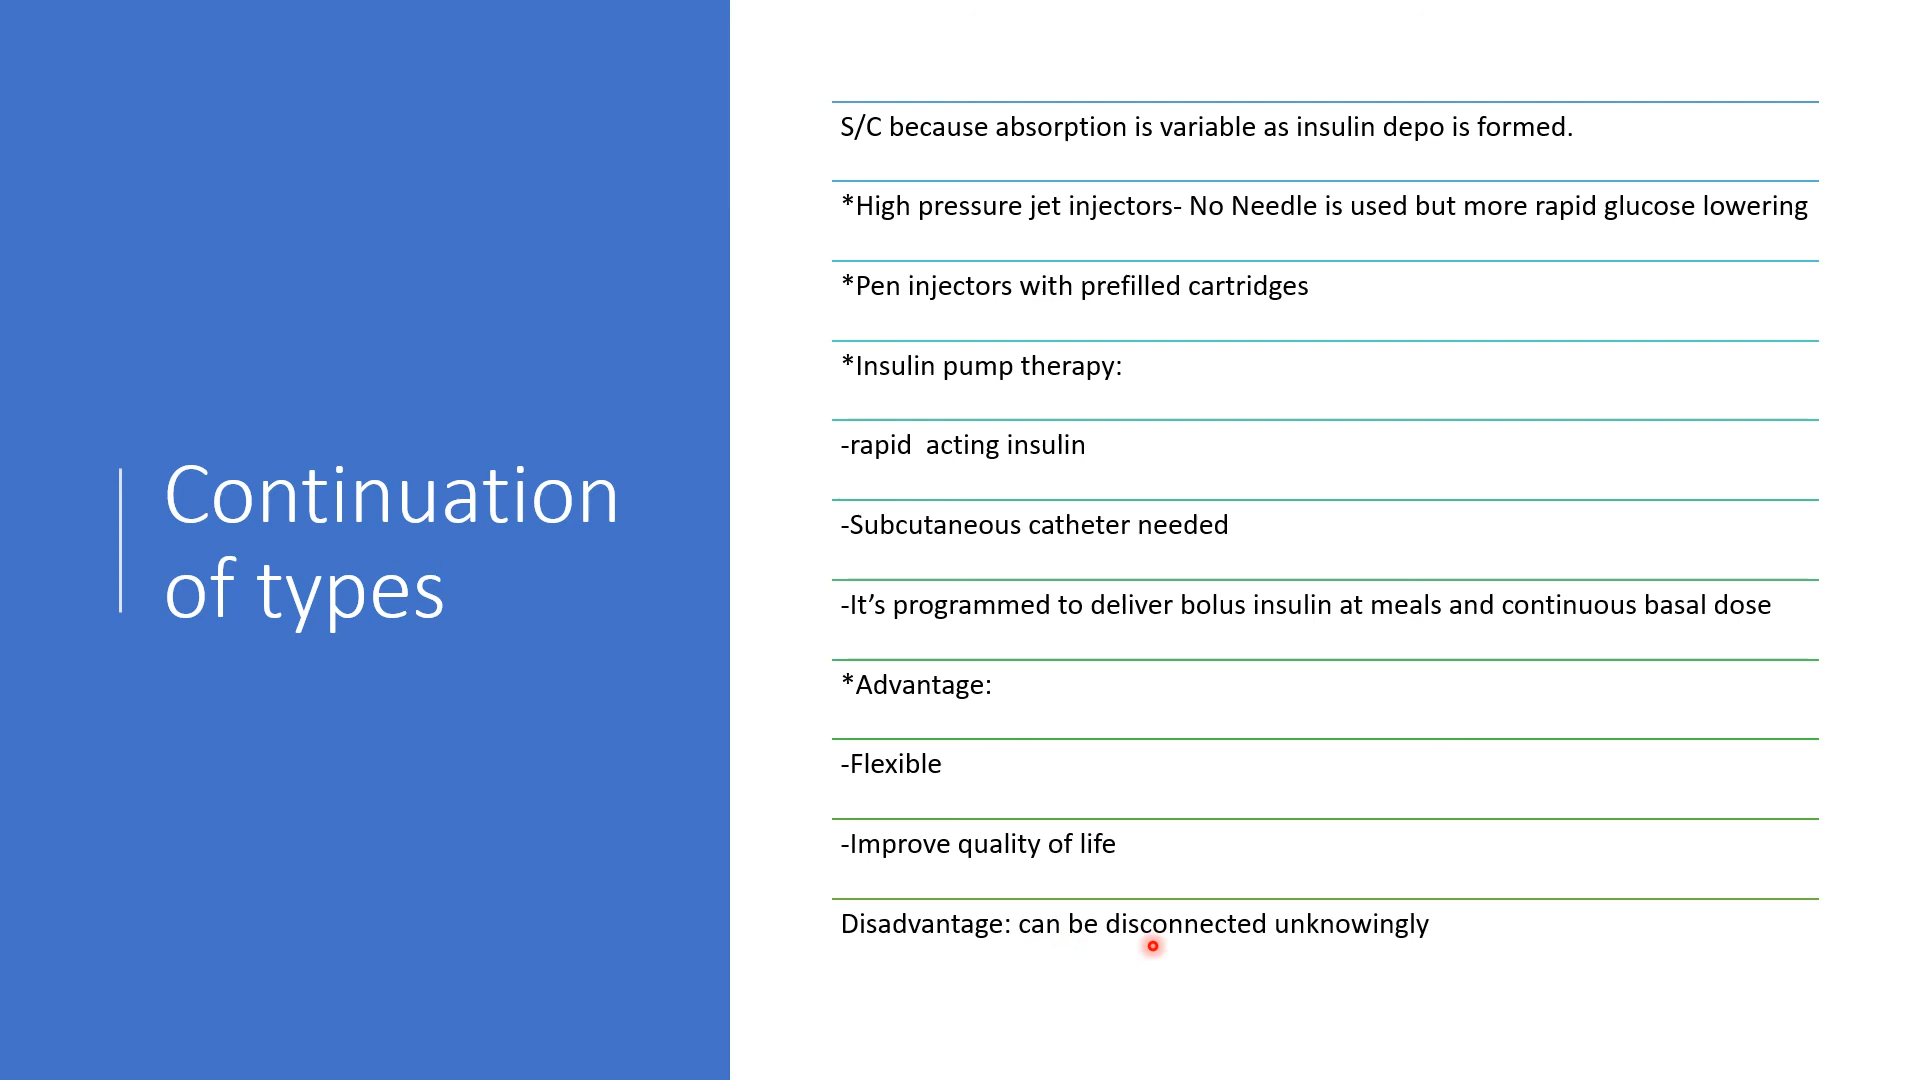 Continuation
of types
S/C because absorption is variable as insulin depo is formed.
*High pressure jet injectors- No Needle is used but more rapid glucose lowering
*Pen injectors with prefilled cartridges
*Insulin pump therapy:
-rapid  acting insulin
-Subcutaneous catheter needed
-It’s programmed to deliver bolus insulin at meals and continuous basal dose
*Advantage:
-Flexible
-Improve quality of life
Disadvantage: can be disconnected unknowingly